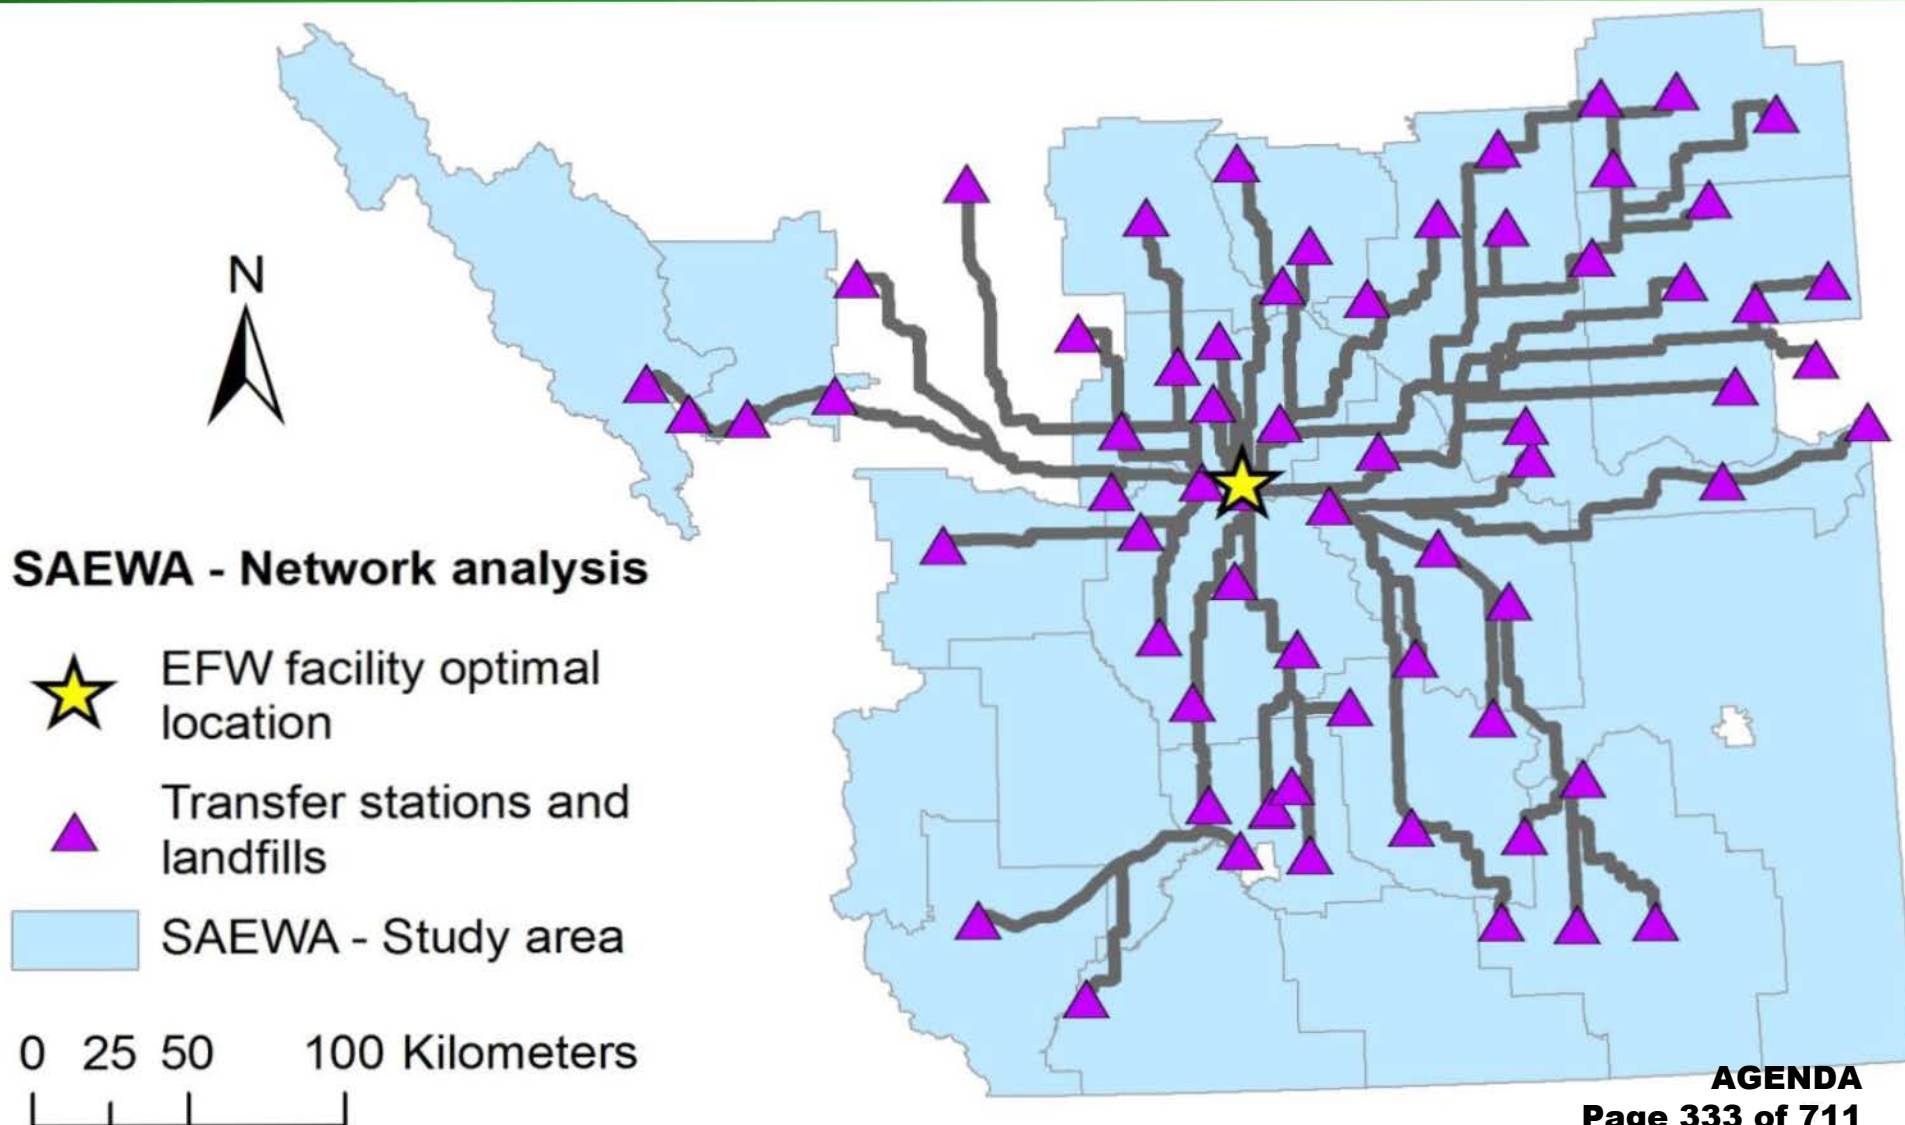 N
SAEWA - Network analysis
EFW facility optimal
location
Transfer stations and
landfills
SAEWA - Study area
0 25 50 100 Kilometers
AGENDA
Page 333 of 711